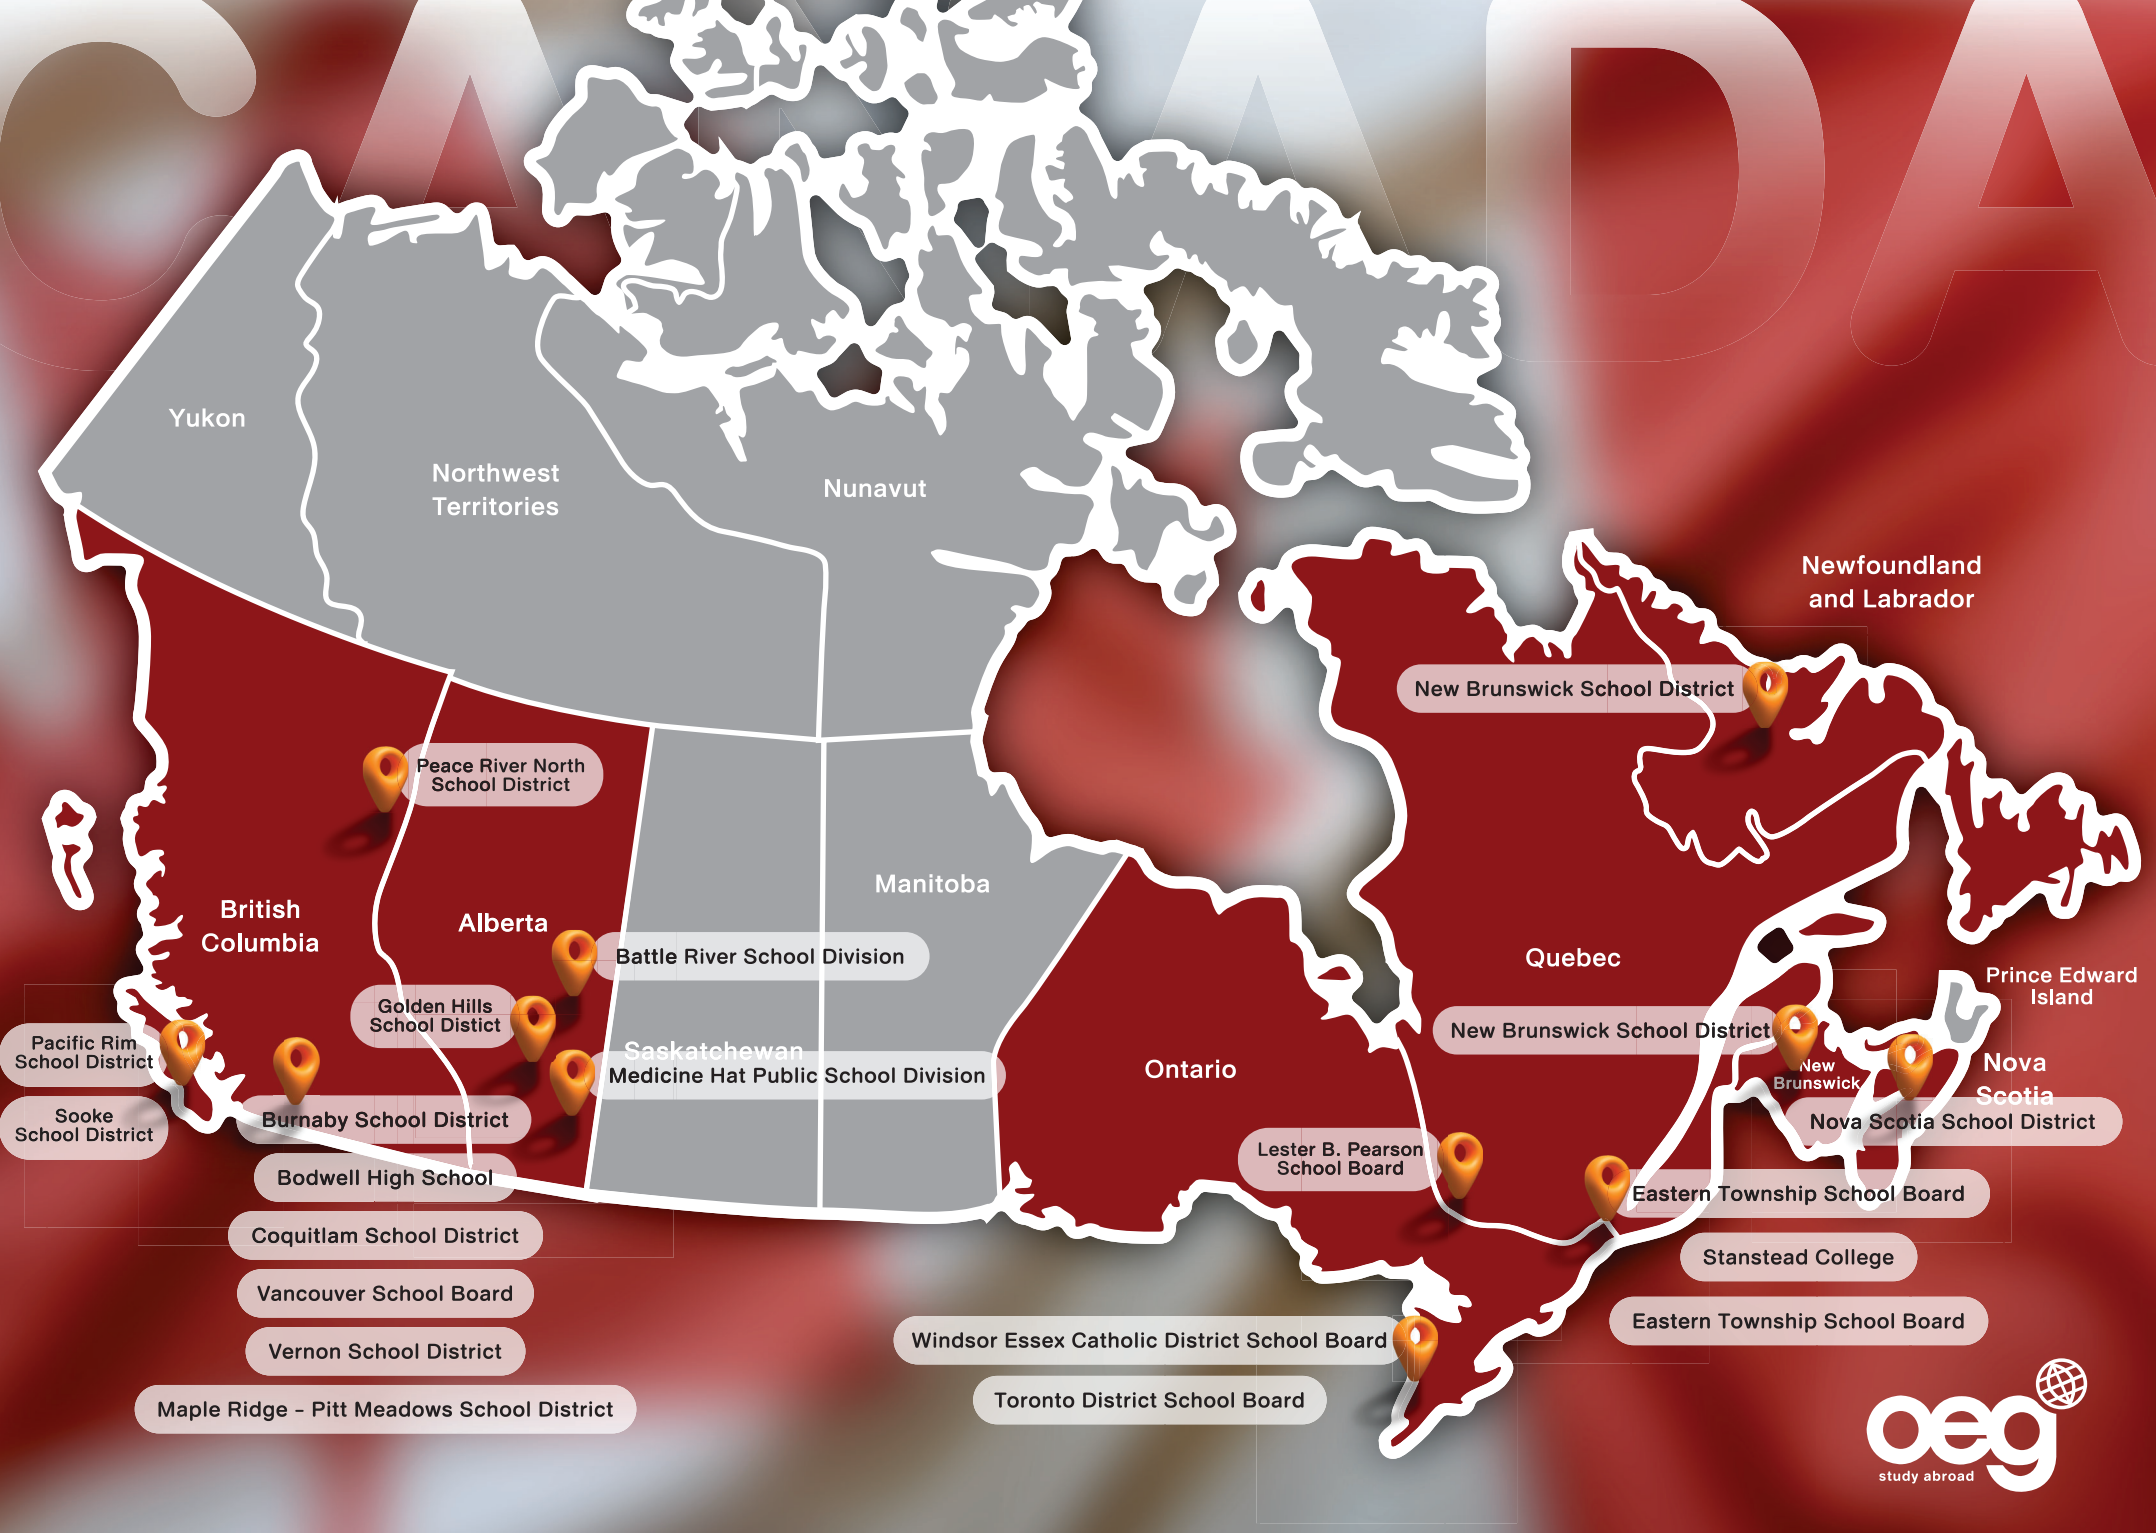 CANADA
Yukon
Northwest
Territories
Nunavut
Newfoundland
and Labrador
New Brunswick School District
Peace River North
School District
British
Columbia
Alberta
Manitoba
Battle River School Division
Quebec
Prince Edward
Island
Golden Hills
School Distict
New Brunswick School District
Pacific Rim
School District
Saskatchewan
Medicine Hat Public School Division
Ontario
New
Brunswick
Nova
Scotia
Sooke
School District
Burnaby School District
Nova Scotia School District
Lester B. Pearson
School Board
Bodwell High School
Eastern Township School Board
Coquitlam School District
Stanstead College
Vancouver School Board
Eastern Township School Board
Windsor Essex Catholic District School Board
Vernon School District
Toronto District School Board
Maple Ridge - Pitt Meadows School District
oeg
study abroad